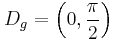 D_g = \left(0, \frac{\pi}{2}\right)